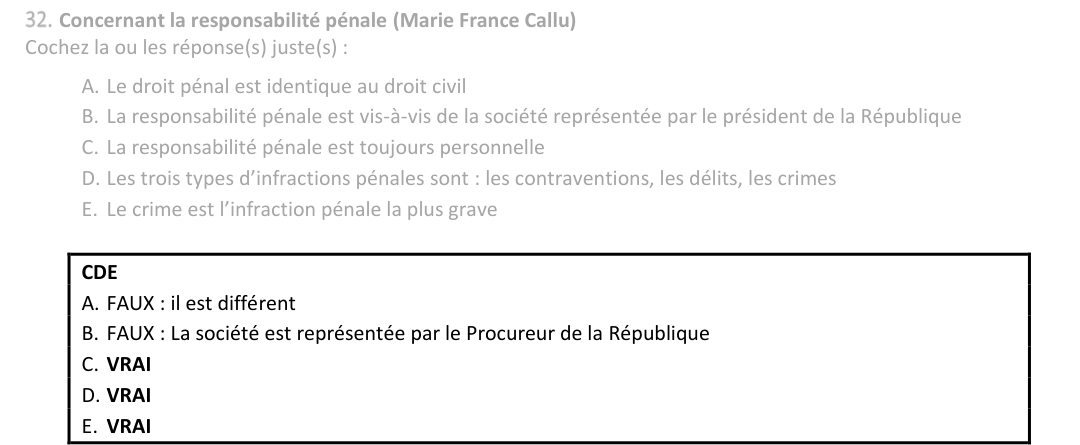 32. Concernant la responsabilité pénale (Marie France Callu)
Cochez la ou les réponse(s) juste(s) :
A. Le droit pénal est identique au droit civil
B. La responsabilité pénale est vis-à-vis de la société représentée par le président de la République
C. La responsabilité pénale est toujours personnelle
D. Les trois types d’infractions pénales sont : les contraventions, les délits, les crimes
E. Le crime est l’infraction pénale la plus grave
CDE
A. FAUX : il est différent
B. FAUX : La société est représentée par le Procureur de la République
C. VRAI
D. VRAI
E. VRAI